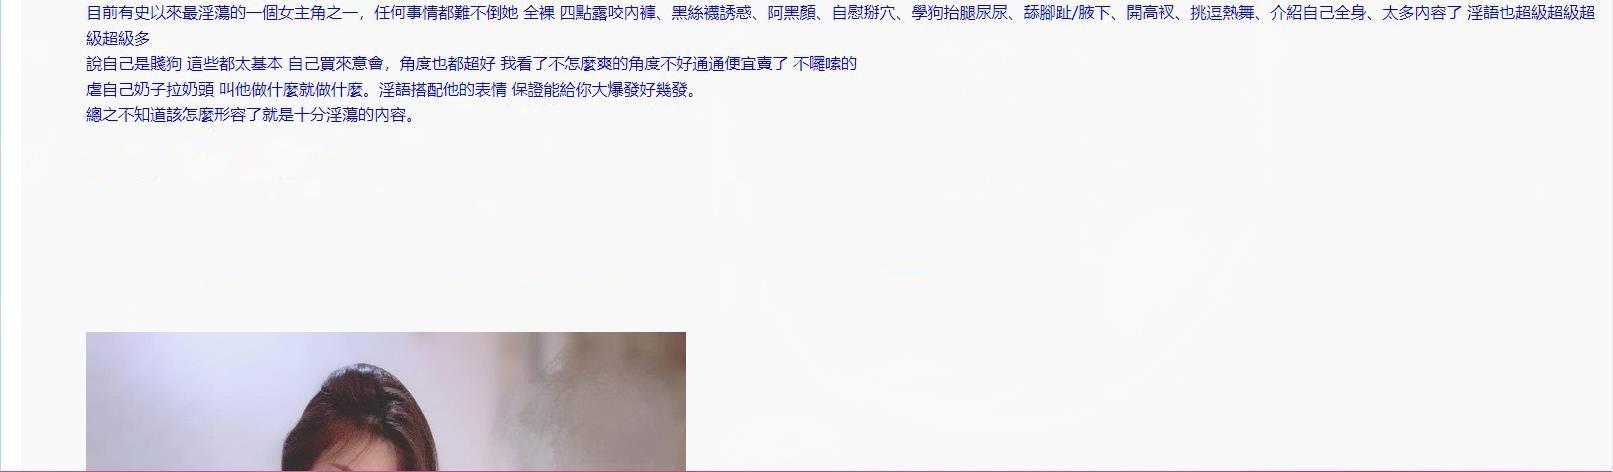 目前有史以來最淫蕩的一個女主角之一，任何事情都難不倒她 全裸 四點露咬內褲、黑絲襪誘惑、阿黑顏、自慰掰穴、學狗抬腿尿尿、舔腳趾/腋下、開高衩、挑逗熱舞、介紹自己全身、太多內容了 淫語也超級超級超
級超級多
說自己是賤狗 這些都太基本 自己買來意會，角度也都超好 我看了不怎麼爽的角度不好通通便宜賣了 不囉嗦的
虐自己奶子拉奶頭 叫他做什麼就做什麼。淫語搭配他的表情 保證能給你大爆發好幾發。
總之不知道該怎麼形容了就是十分淫蕩的內容。